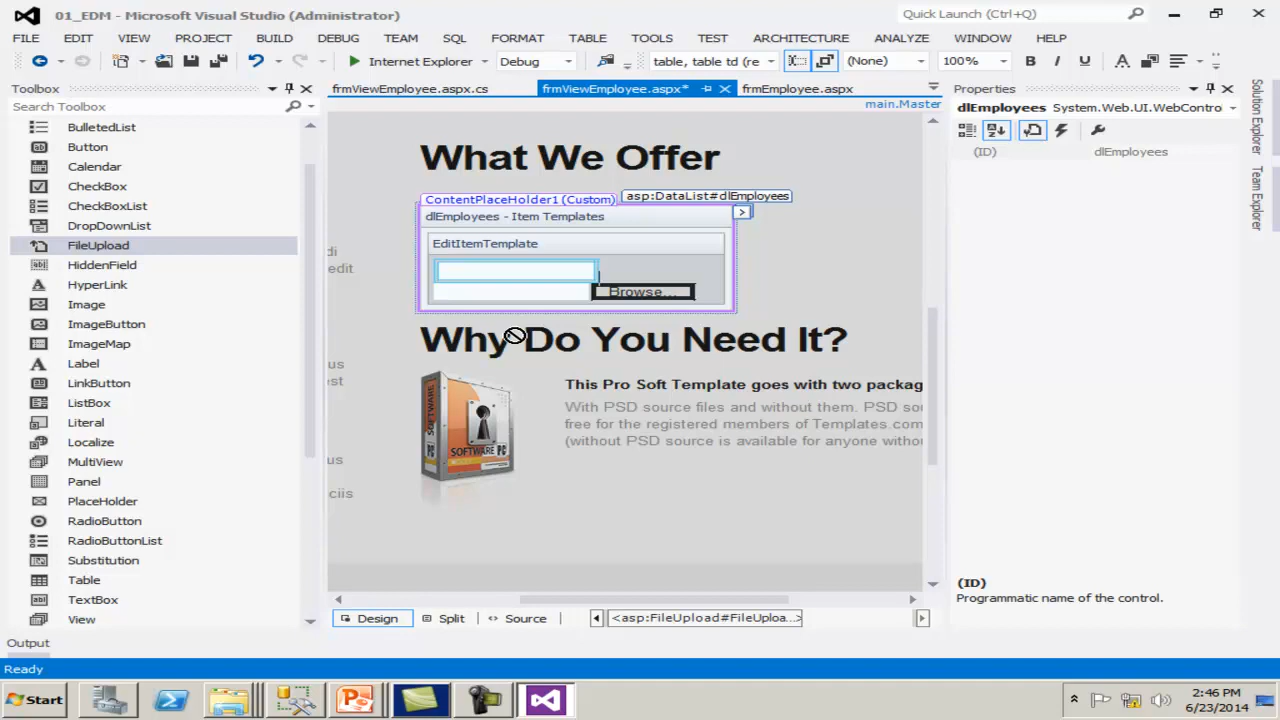 01_EDM - Microsoft Visual Studio (Administrator)
Quick Launch (Ctrl+Q)
FILE EDIT VIEW PROJECT BUILD DEBUG TEAM SQL FORMAT TABLE TOOLS TEST ARCHITECTURE ANALYZE WINDOW HELP
Internet Explorer Debug table, table td (re (None) 100% B I U A
Toolbox
frmViewEmployee.aspx.cs
frmViewEmployee.aspx*
frmEmployee.aspx
Search Toolbox
main.Master
BulletedList
Button
Calendar
CheckBox
CheckBoxList
DropDownList
FileUpload
HiddenField
HyperLink
Image
ImageButton
ImageMap
Label
LinkButton
ListBox
Literal
Localize
MultiView
Panel
PlaceHolder
RadioButton
RadioButtonList
Substitution
Table
TextBox
View
What We Offer
ContentPlaceHolder1 (Custom)
asp:DataList#dlEmployees
dlEmployees - Item Templates
EditItemTemplate
Browse...
di
edit
Why Do You Need It?
us
est
This Pro Soft Template goes with two packag
With PSD source files and without them. PSD sou
free for the registered members of Templates.com
(without PSD source is available for anyone withou
SOFTWARE
SOFTWARE PC
us
ciis
Design Split Source <asp:FileUpload#FileUploa...>
Properties
dlEmployees System.Web.UI.WebContro
(ID) dlEmployees
(ID)
Programmatic name of the control.
Solution Explorer
Team Explorer
Output
Ready
Start
2:46 PM
6/23/2014